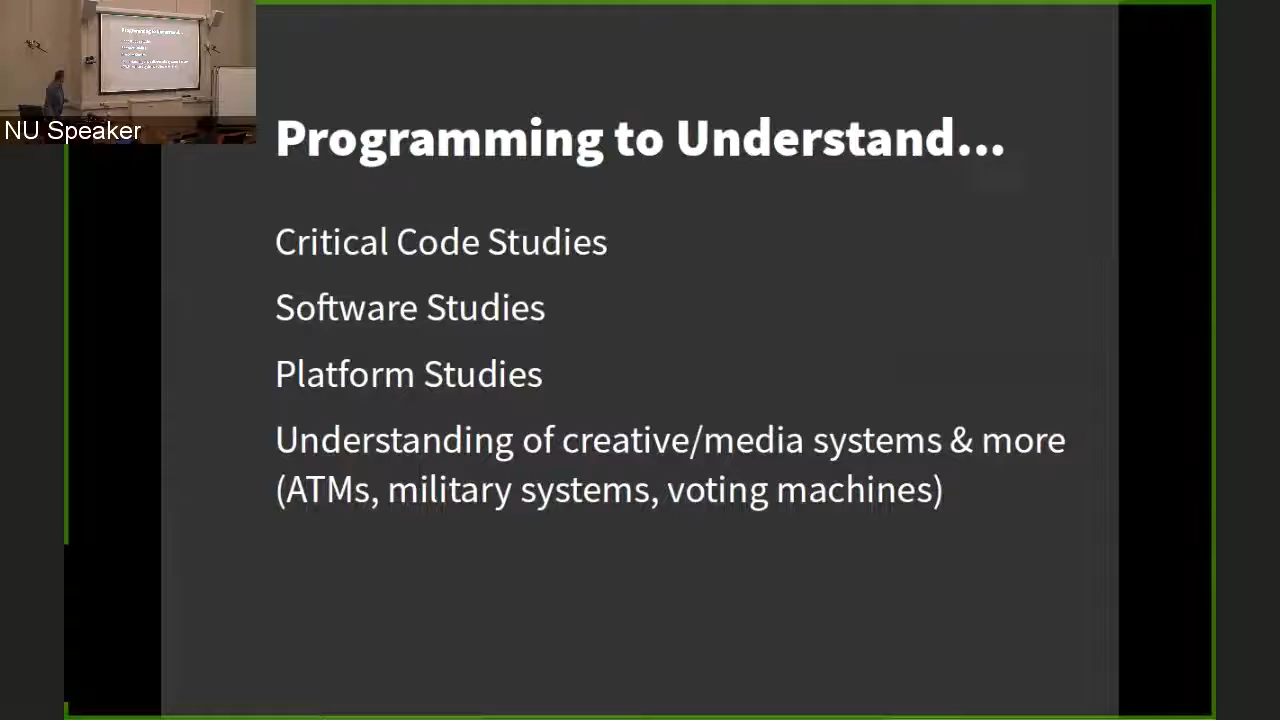 NU Speaker
Programming to Understand...
Critical Code Studies
Software Studies
Platform Studies
Understanding of creative/media systems & more
(ATMs, military systems, voting machines)